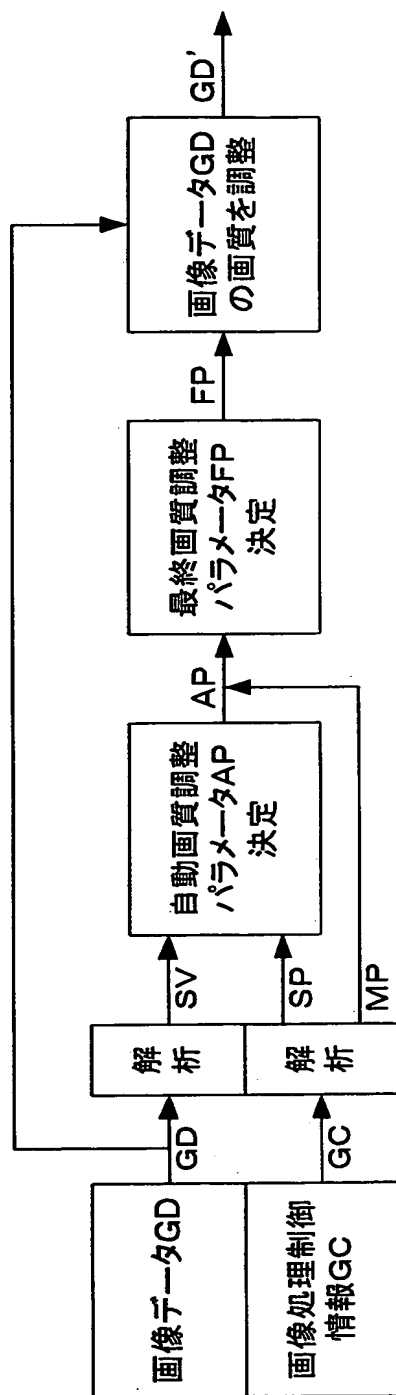 画像データGD
画像処理制御
情報GC
GD
GC
解析
解析
SV
SP
MP
自動画質調整
パラメータAP
決定
AP
最終画質調整
パラメータFP
決定
FP
画像データGD
の画質を調整
GD'